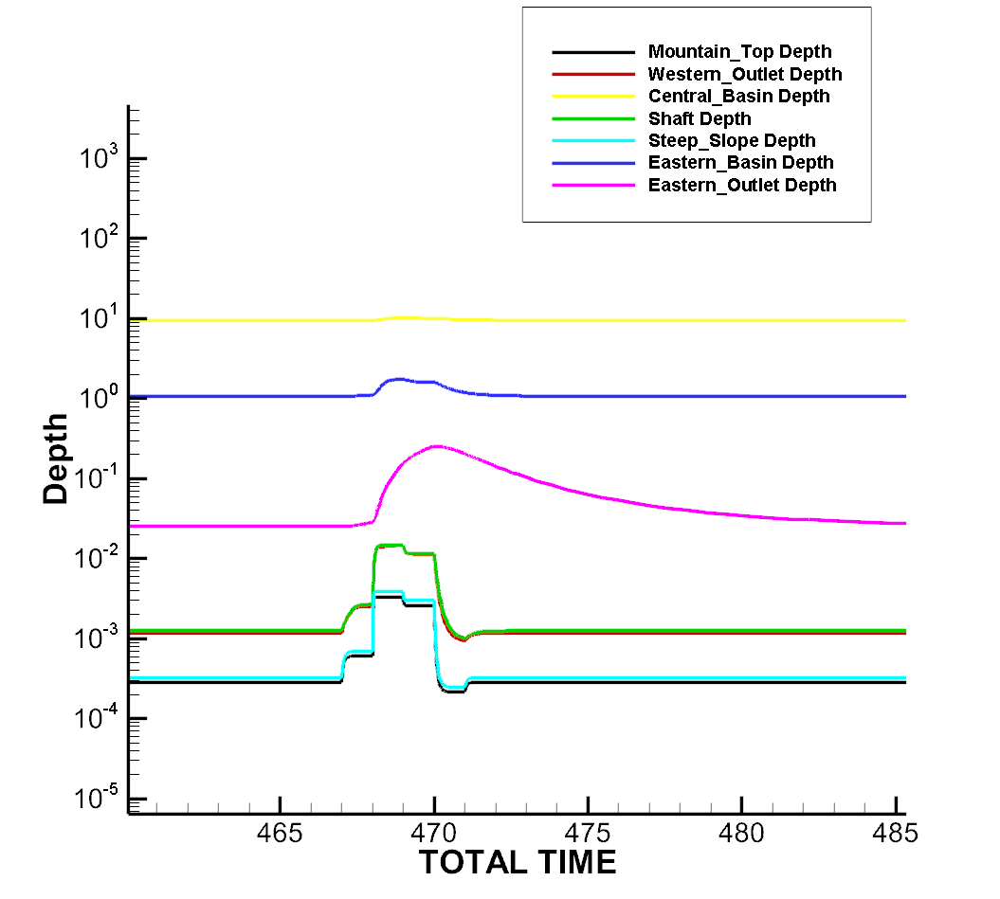 Mountain_Top Depth
Western_Outlet Depth
Central_Basin Depth
Shaft Depth
Steep_Slope Depth
Eastern_Basin Depth
Eastern_Outlet Depth
10³
10²
10¹
10⁰
10⁻¹
10⁻²
10⁻³
10⁻⁴
10⁻⁵
Depth
465 470 475 480 485
TOTAL TIME